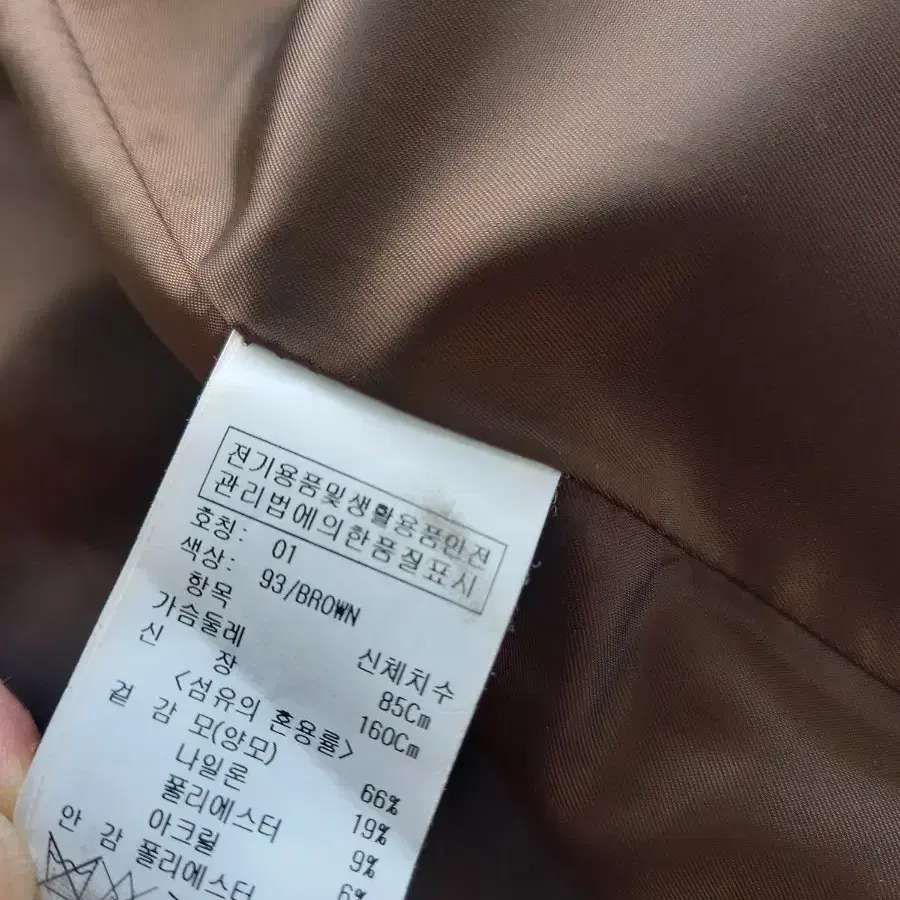 전기용품및생활용품안전
관리법에의한품질표시
호칭: 01
색상: 93/BROWN
항목 신체치수
가슴둘레 85Cm
신 장 160Cm
<섬유의 혼용율>
겉 감 모(양모) 66%
나일론 19%
폴리에스터 9%
아크릴 6%
안 감 폴리에스터